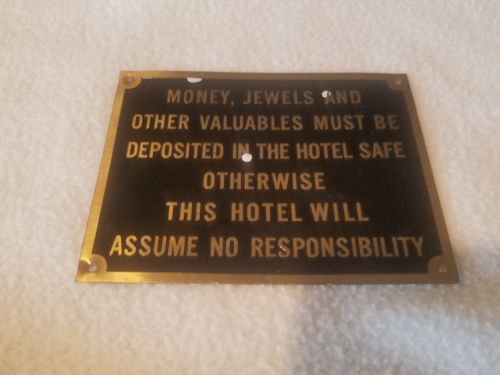 MONEY, JEWELS AND
OTHER VALUABLES MUST BE
DEPOSITED IN THE HOTEL SAFE
OTHERWISE
THIS HOTEL WILL
ASSUME NO RESPONSIBILITY